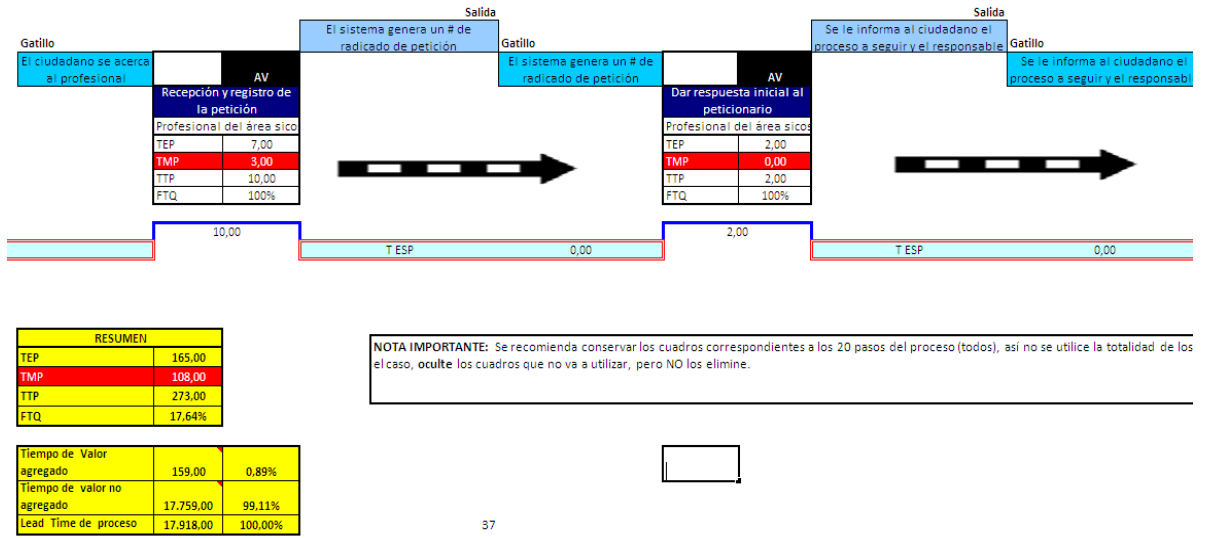 Salida
Salida
El sistema genera un # de
radicado de petición
Se le informa al ciudadano el
proceso a seguir y el responsable
Gatillo
Gatillo
Gatillo
El ciudadano se acerca
al profesional
El sistema genera un # de
radicado de petición
Se le informa al ciudadano el
proceso a seguir y el responsabl
AV
AV
Recepción y registro de
la petición
Dar respuesta inicial al
peticionario
Profesional del área sico
Profesional del área sicos
TEP 7,00
TEP 2,00
TMP 3,00
TMP 0,00
TTP 10,00
TTP 2,00
FTQ 100%
FTQ 100%
10,00
2,00
T ESP 0,00
T ESP 0,00
RESUMEN
TEP 165,00
TMP 108,00
TTP 273,00
FTQ 17,64%
NOTA IMPORTANTE: Se recomienda conservar los cuadros correspondientes a los 20 pasos del proceso (todos), así no se utilice la totalidad de los
el caso, oculte los cuadros que no va a utilizar, pero NO los elimine.
Tiempo de Valor
agregado 159,00 0,89%
Tiempo de valor no
agregado 17.759,00 99,11%
Lead Time de proceso 17.918,00 100,00%
37